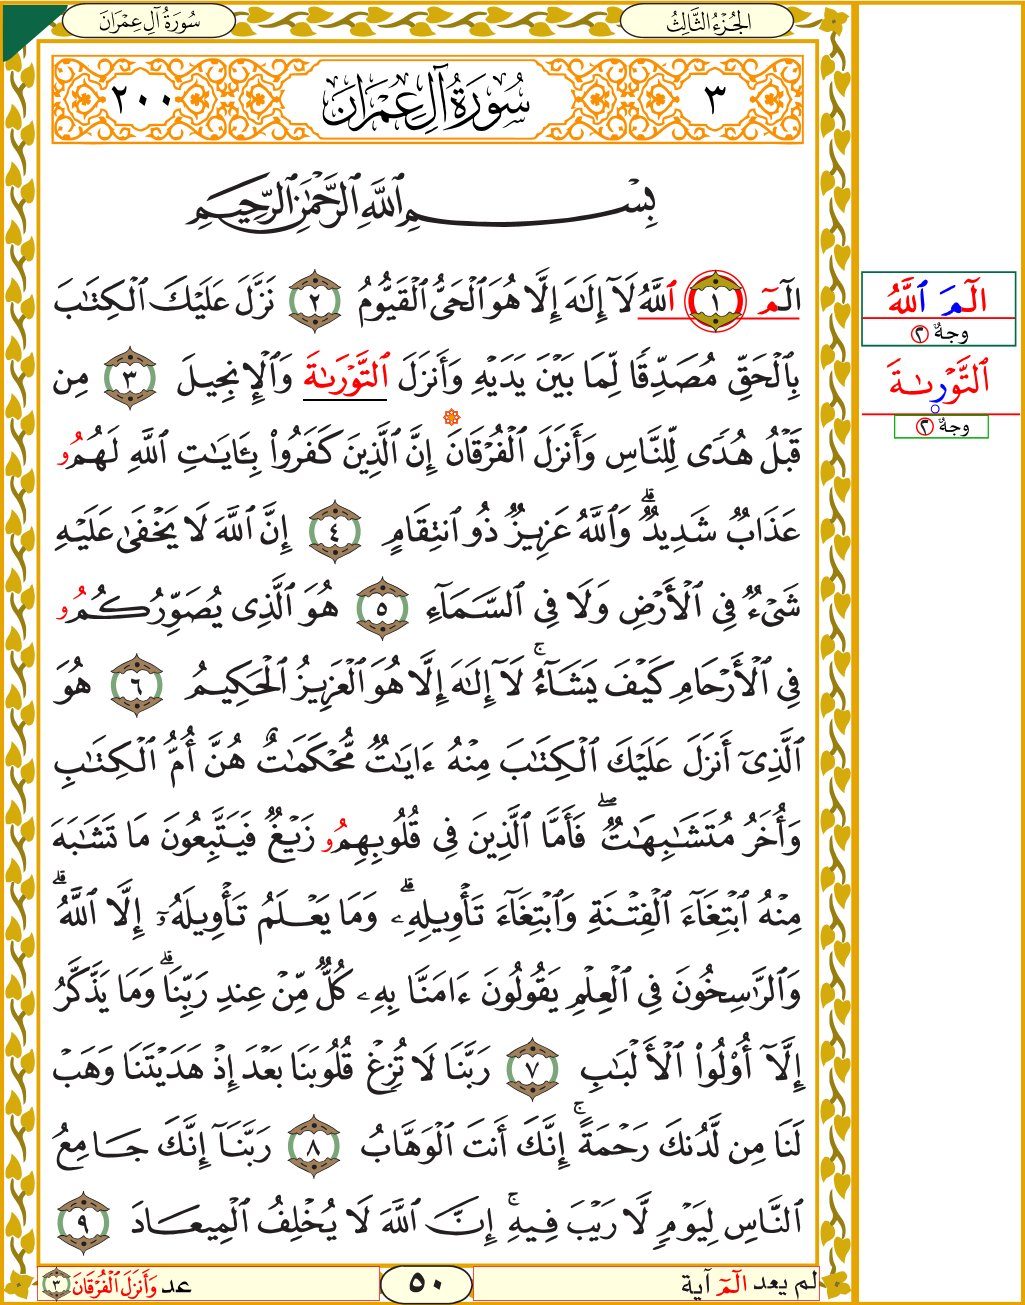 الجُزْءُ الثَّالِثُ
سُورَةُ آلِ عِمْرَانَ
٣
سُورَةُ آلِ عِمْرَانَ
٢٠٠
بِسْمِ ٱللَّهِ ٱلرَّحْمَٰنِ ٱلرَّحِيمِ
الٓمٓ ١ ٱللَّهُ لَآ إِلَٰهَ إِلَّا هُوَ ٱلْحَىُّ ٱلْقَيُّومُ ٢ نَزَّلَ عَلَيْكَ ٱلْكِتَٰبَ
بِٱلْحَقِّ مُصَدِّقًا لِّمَا بَيْنَ يَدَيْهِ وَأَنزَلَ ٱلتَّوْرَىٰةَ وَٱلْإِنجِيلَ ٣ مِن
قَبْلُ هُدًى لِّلنَّاسِ وَأَنزَلَ ٱلْفُرْقَانَ إِنَّ ٱلَّذِينَ كَفَرُوا۟ بِـَٔايَٰتِ ٱللَّهِ لَهُمُۥ
عَذَابٌ شَدِيدٌ ۗ وَٱللَّهُ عَزِيزٌ ذُو ٱنتِقَامٍ ٤ إِنَّ ٱللَّهَ لَا يَخْفَىٰ عَلَيْهِ
شَىْءٌ فِى ٱلْأَرْضِ وَلَا فِى ٱلسَّمَآءِ ٥ هُوَ ٱلَّذِى يُصَوِّرُكُمُۥ
فِى ٱلْأَرْحَامِ كَيْفَ يَشَآءُ ۚ لَآ إِلَٰهَ إِلَّا هُوَ ٱلْعَزِيزُ ٱلْحَكِيمُ ٦ هُوَ
ٱلَّذِىٓ أَنزَلَ عَلَيْكَ ٱلْكِتَٰبَ مِنْهُ ءَايَٰتٌ مُّحْكَمَٰتٌ هُنَّ أُمُّ ٱلْكِتَٰبِ
وَأُخَرُ مُتَشَٰبِهَٰتٌ ۖ فَأَمَّا ٱلَّذِينَ فِى قُلُوبِهِمُۥ زَيْغٌ فَيَتَّبِعُونَ مَا تَشَٰبَهَ
مِنْهُ ٱبْتِغَآءَ ٱلْفِتْنَةِ وَٱبْتِغَآءَ تَأْوِيلِهِۦ ۗ وَمَا يَعْلَمُ تَأْوِيلَهُۥٓ إِلَّا ٱللَّهُ ۗ
وَٱلرَّٰسِخُونَ فِى ٱلْعِلْمِ يَقُولُونَ ءَامَنَّا بِهِۦ كُلٌّ مِّنْ عِندِ رَبِّنَا ۗ وَمَا يَذَّكَّرُ
إِلَّآ أُو۟لُوا۟ ٱلْأَلْبَٰبِ ٧ رَبَّنَا لَا تُزِغْ قُلُوبَنَا بَعْدَ إِذْ هَدَيْتَنَا وَهَبْ
لَنَا مِن لَّدُنكَ رَحْمَةً ۚ إِنَّكَ أَنتَ ٱلْوَهَّابُ ٨ رَبَّنَآ إِنَّكَ جَامِعُ
ٱلنَّاسِ لِيَوْمٍ لَّا رَيْبَ فِيهِ ۚ إِنَّ ٱللَّهَ لَا يُخْلِفُ ٱلْمِيعَادَ ٩
الٓمَ ٱللَّهُ
وجهٌ ٢
ٱلتَّوْرَىٰةَ
وجهٌ ٢
لم يعد الٓمٓ آية
٥٠
عد وَأَنزَلَ ٱلْفُرْقَانَ ٣